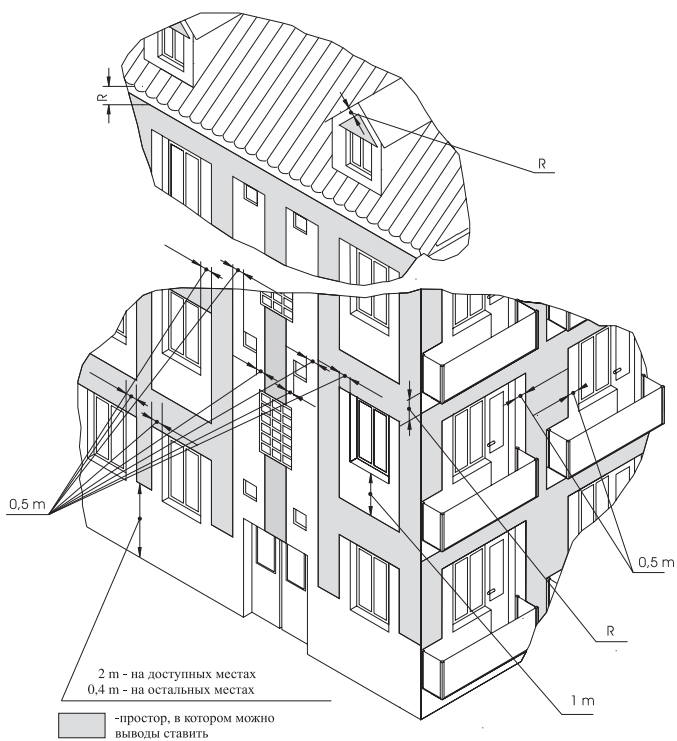 R
R
0,5 m
0,5 m
R
1 m
2 m - на доступных местах
0,4 m - на остальных местах
-простор, в котором можно
выводы ставить